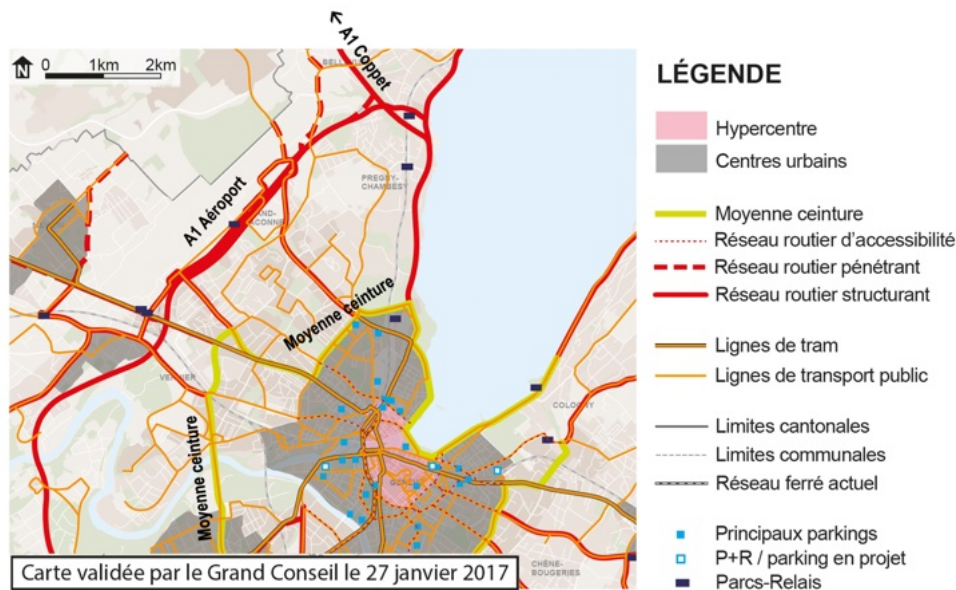 A1 Coppet
N
0 1km 2km
PREGNY-
CHAMBÉSY
A1 Aéroport
Moyenne ceinture
Moyenne ceinture
COLOGNY
CHÊNE-
BOUGERIES
Carte validée par le Grand Conseil le 27 janvier 2017
LÉGENDE
Hypercentre
Centres urbains
Moyenne ceinture
Réseau routier d'accessibilité
Réseau routier pénétrant
Réseau routier structurant
Lignes de tram
Lignes de transport public
Limites cantonales
Limites communales
Réseau ferré actuel
Principaux parkings
P+R / parking en projet
Parcs-Relais